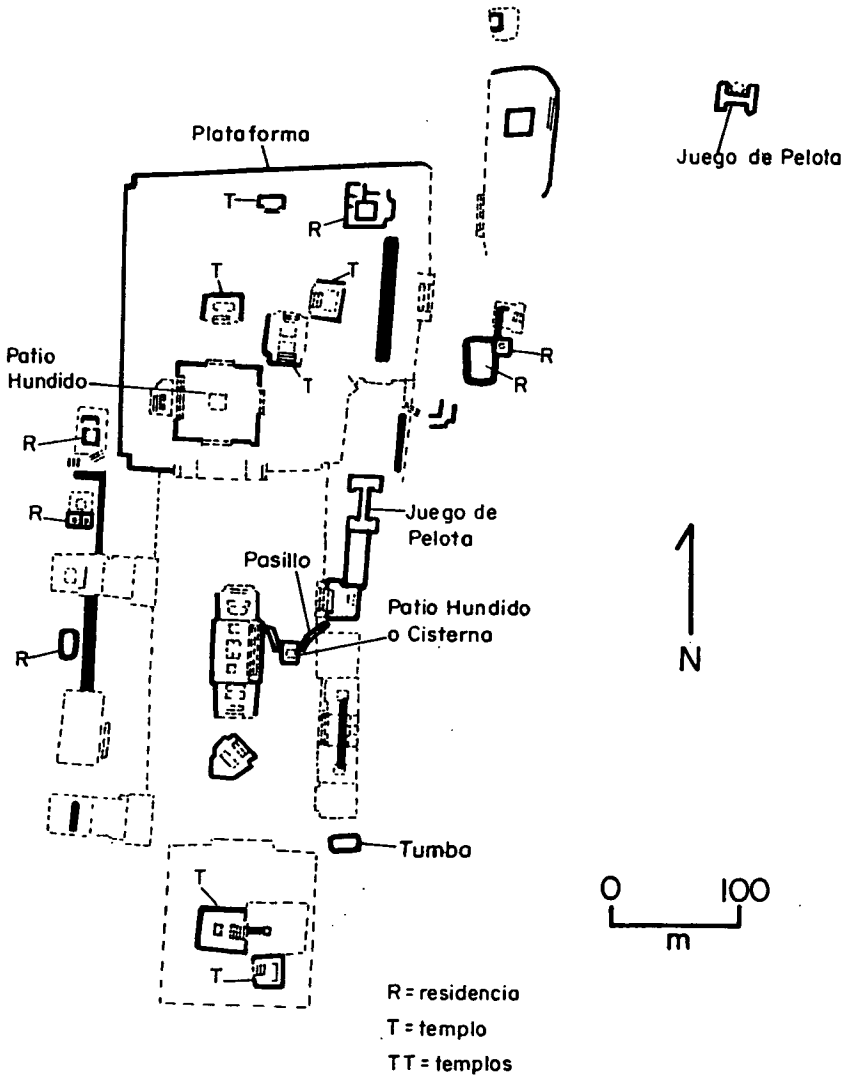 Plataforma
Juego de Pelota
T
R
T
T
Patio
Hundido
T
R
R
R
R
Juego de
Pelota
Pasillo
Patio Hundido
o Cisterna
R
N
Tumba
T
0 100
m
T
R = residencia
T = templo
TT = templos